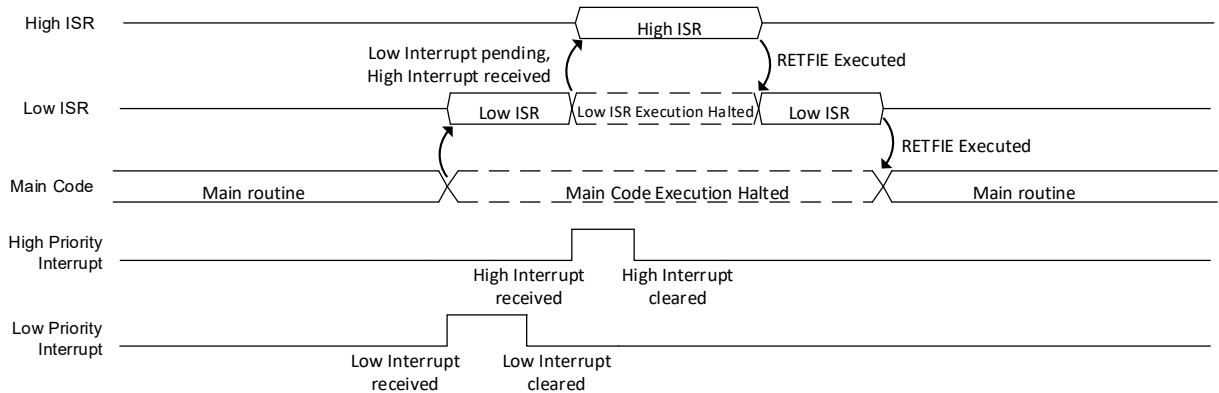 High ISR
High ISR
Low Interrupt pending,
High Interrupt received
RETFIE Executed
Low ISR
Low ISR
Low ISR Execution Halted
Low ISR
RETFIE Executed
Main Code
Main routine
Main Code Execution Halted
Main routine
High Priority
Interrupt
High Interrupt
received
High Interrupt
cleared
Low Priority
Interrupt
Low Interrupt
received
Low Interrupt
cleared